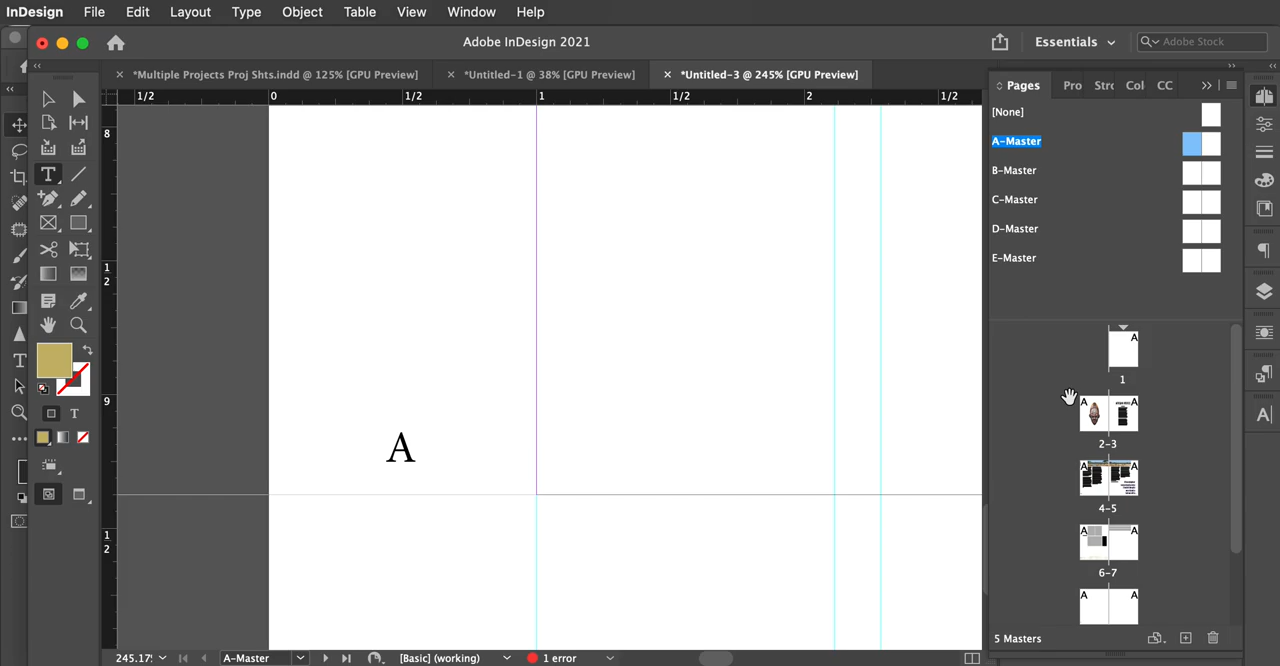 InDesign File Edit Layout Type Object Table View Window Help
Adobe InDesign 2021
Essentials
Adobe Stock
*Multiple Projects Proj Shts.indd @ 125% [GPU Preview]
*Untitled-1 @ 38% [GPU Preview]
*Untitled-3 @ 245% [GPU Preview]
1/2 0 1/2 1 1/2 2 1/2
Pages Pro Strc Col CC
[None]
A-Master
B-Master
C-Master
D-Master
E-Master
8
1
2
9
1
2
A
A
1
A A
2-3
A A
4-5
A A
6-7
A A
5 Masters
245.17% A-Master [Basic] (working) 1 error